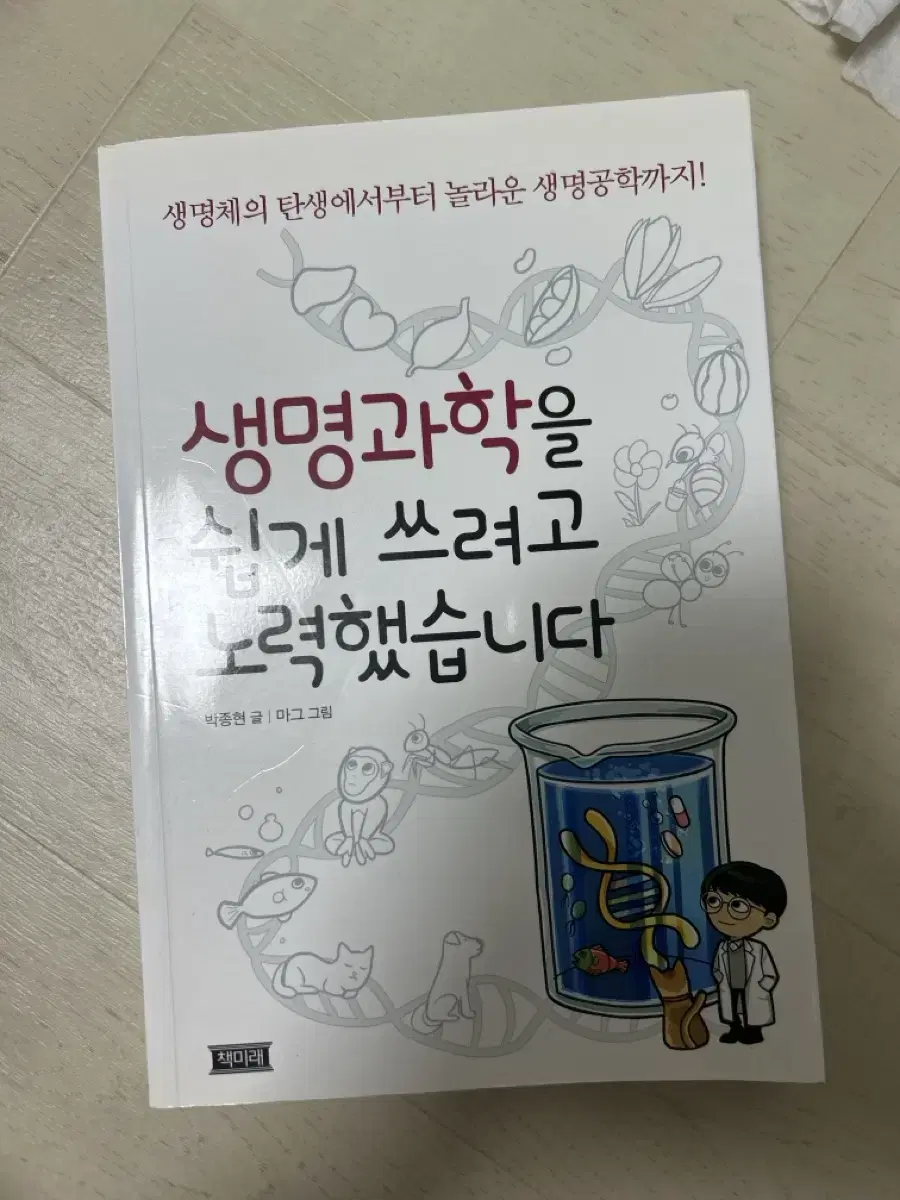 생명체의 탄생에서부터 놀라운 생명공학까지!
생명과학을
쉽게 쓰려고
노력했습니다
박종현 글 | 마그 그림
책미래